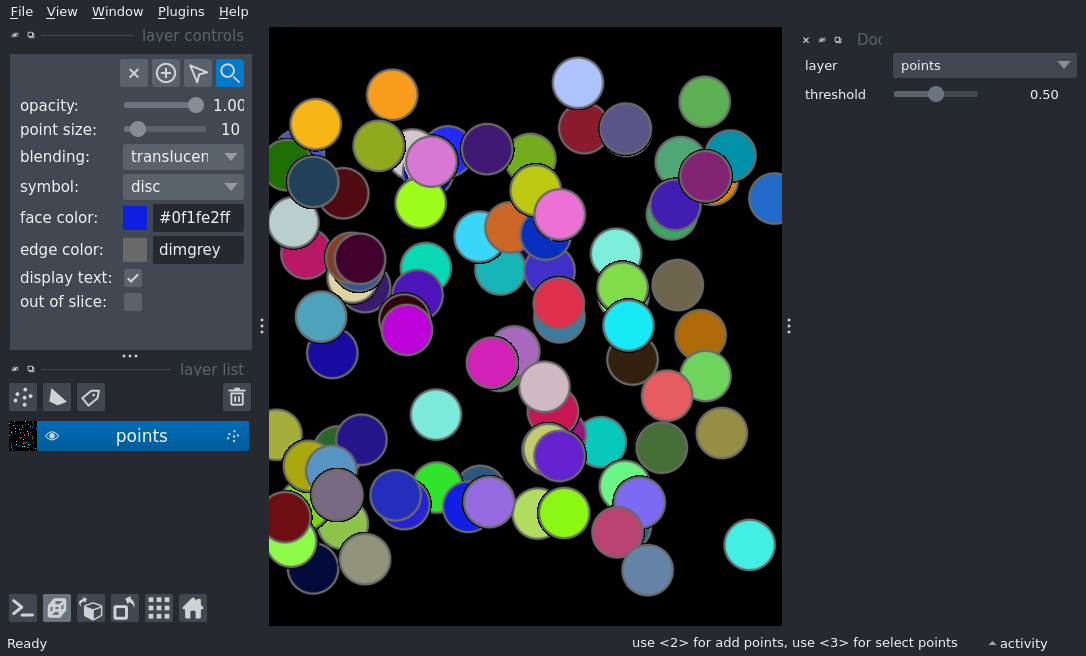 File View Window Plugins Help
layer controls
opacity: 1.00
point size: 10
blending: translucen
symbol: disc
face color: #0f1fe2ff
edge color: dimgrey
display text:
out of slice:
layer list
points
Doc
layer points
threshold 0.50
Ready
use <2> for add points, use <3> for select points
activity